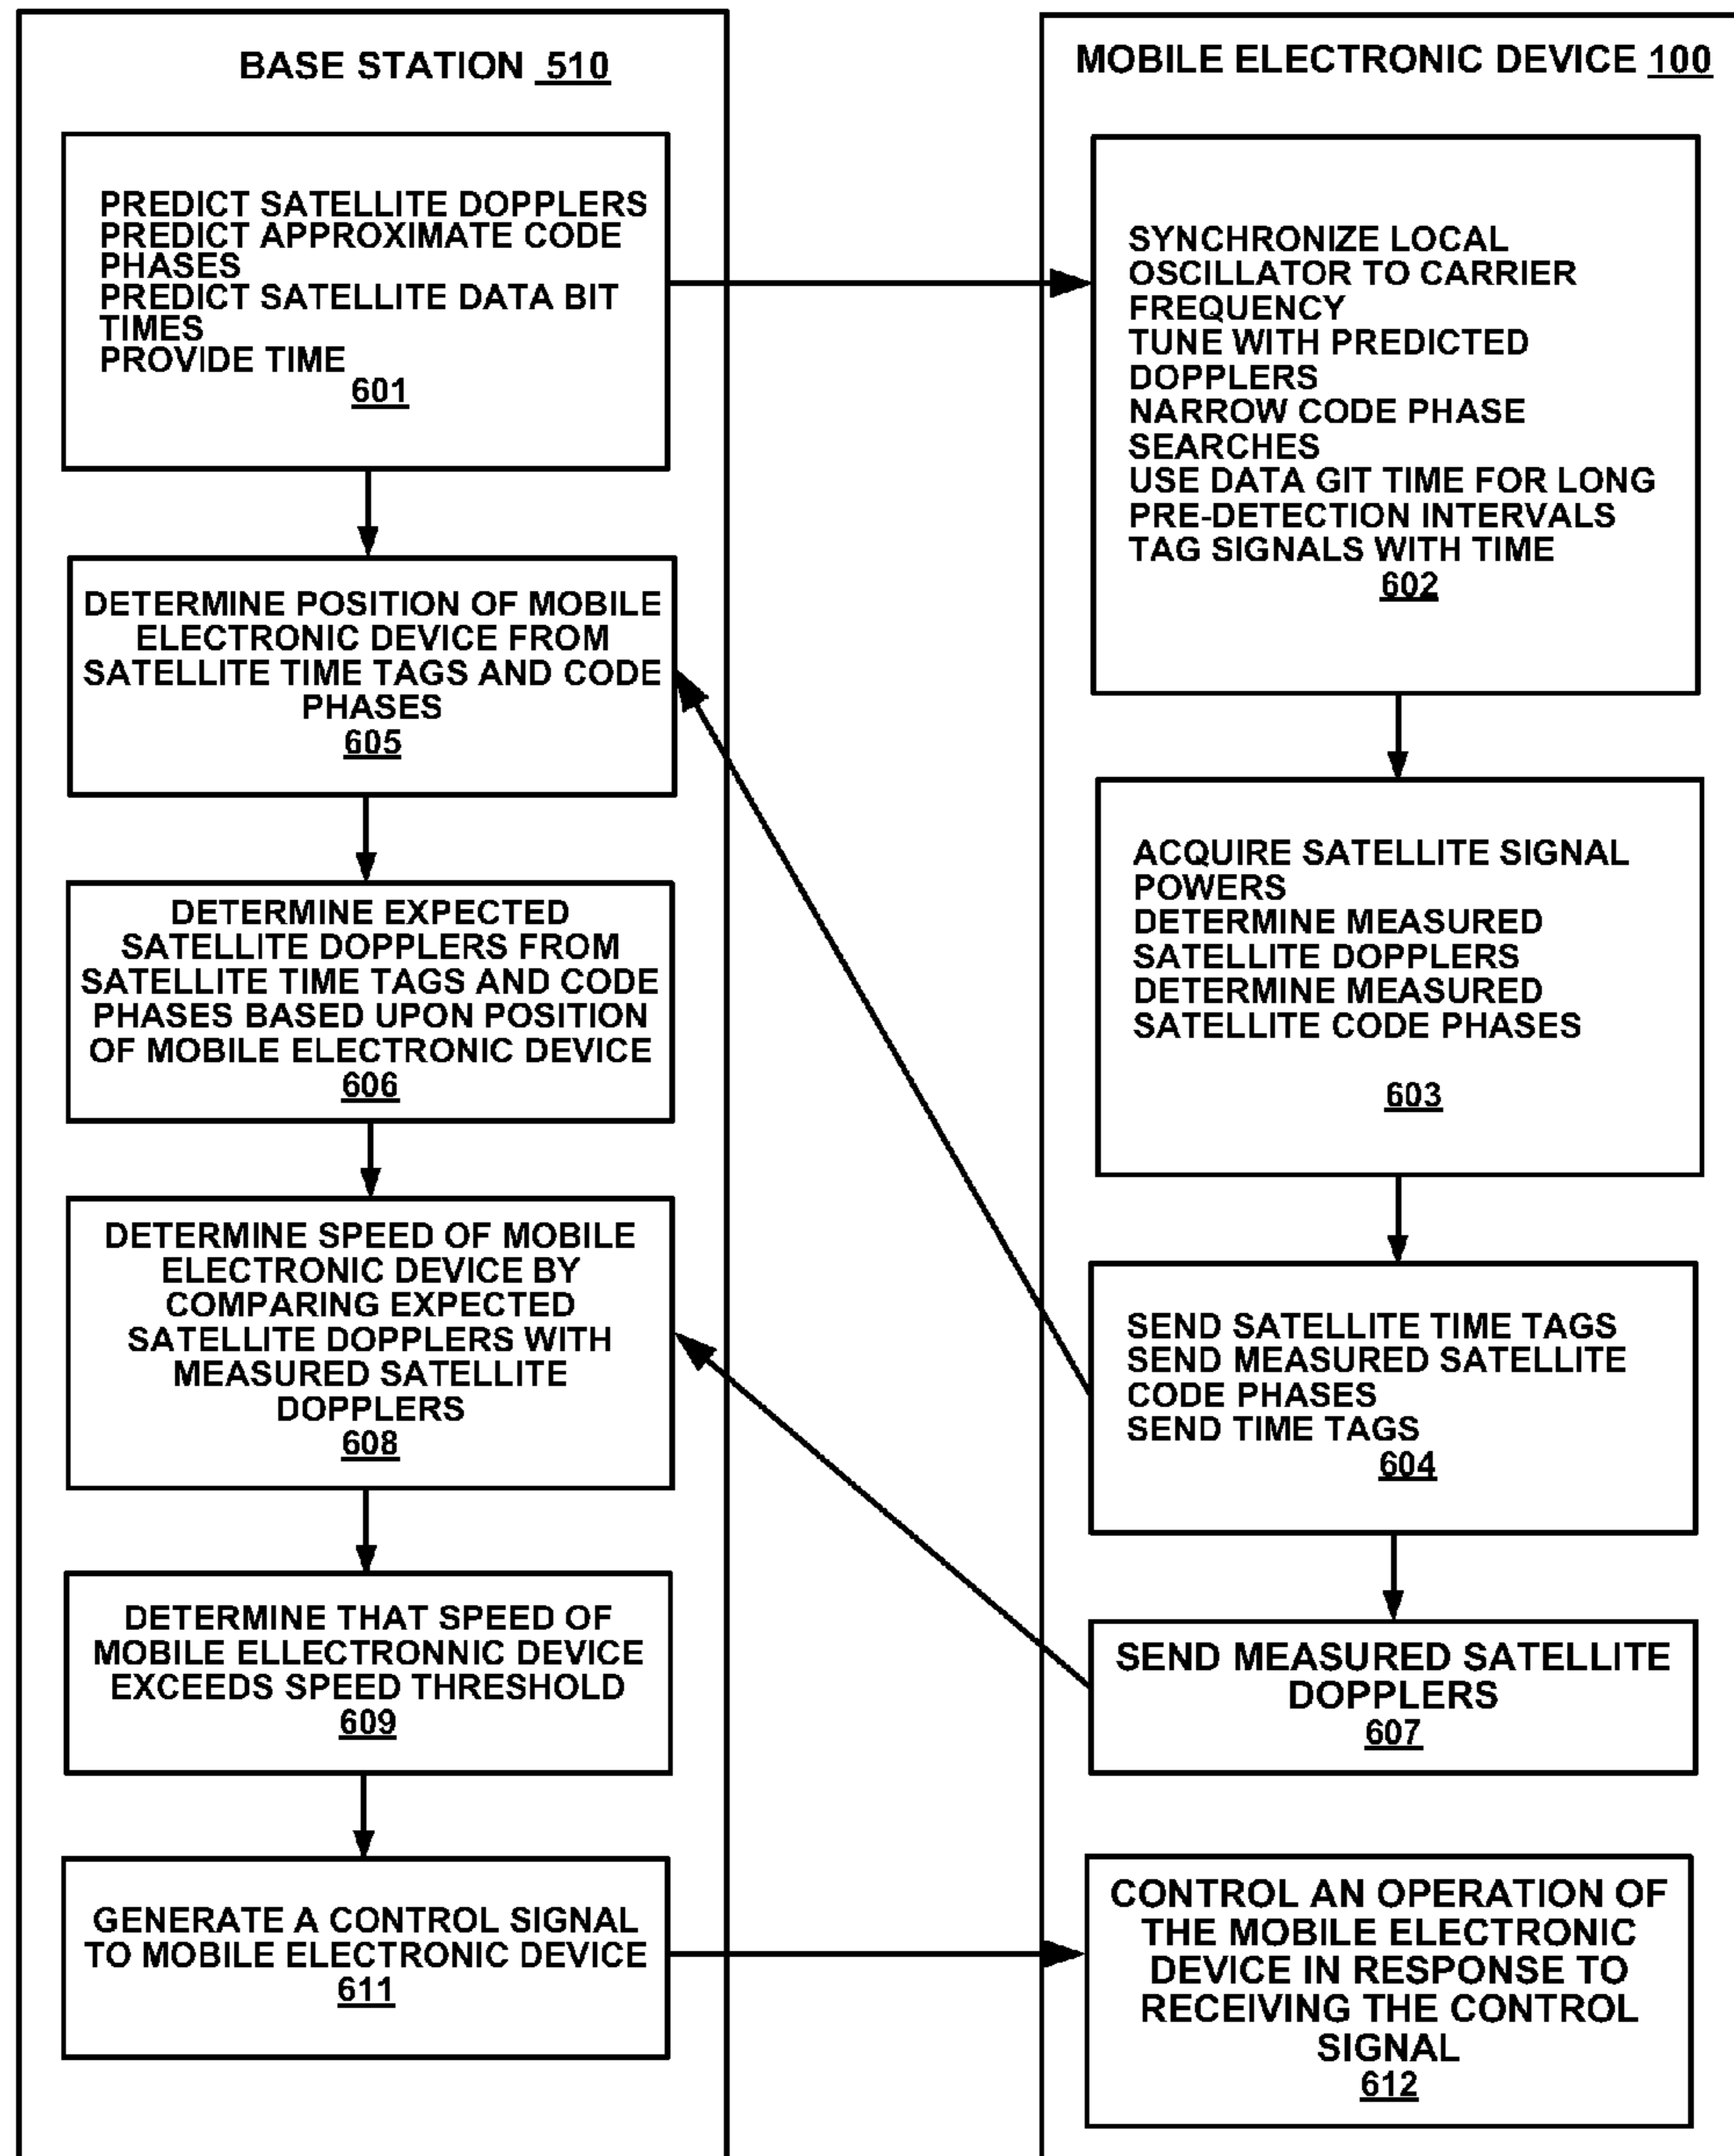 BASE STATION 510
PREDICT SATELLITE DOPPLERS
PREDICT APPROXIMATE CODE
PHASES
PREDICT SATELLITE DATA BIT
TIMES
PROVIDE TIME
601
DETERMINE POSITION OF MOBILE
ELECTRONIC DEVICE FROM
SATELLITE TIME TAGS AND CODE
PHASES
605
DETERMINE EXPECTED
SATELLITE DOPPLERS FROM
SATELLITE TIME TAGS AND CODE
PHASES BASED UPON POSITION
OF MOBILE ELECTRONIC DEVICE
606
DETERMINE SPEED OF MOBILE
ELECTRONIC DEVICE BY
COMPARING EXPECTED
SATELLITE DOPPLERS WITH
MEASURED SATELLITE
DOPPLERS
608
DETERMINE THAT SPEED OF
MOBILE ELLECTRONNIC DEVICE
EXCEEDS SPEED THRESHOLD
609
GENERATE A CONTROL SIGNAL
TO MOBILE ELECTRONIC DEVICE
611
MOBILE ELECTRONIC DEVICE 100
SYNCHRONIZE LOCAL
OSCILLATOR TO CARRIER
FREQUENCY
TUNE WITH PREDICTED
DOPPLERS
NARROW CODE PHASE
SEARCHES
USE DATA GIT TIME FOR LONG
PRE-DETECTION INTERVALS
TAG SIGNALS WITH TIME
602
ACQUIRE SATELLITE SIGNAL
POWERS
DETERMINE MEASURED
SATELLITE DOPPLERS
DETERMINE MEASURED
SATELLITE CODE PHASES
603
SEND SATELLITE TIME TAGS
SEND MEASURED SATELLITE
CODE PHASES
SEND TIME TAGS
604
SEND MEASURED SATELLITE
DOPPLERS
607
CONTROL AN OPERATION OF
THE MOBILE ELECTRONIC
DEVICE IN RESPONSE TO
RECEIVING THE CONTROL
SIGNAL
612